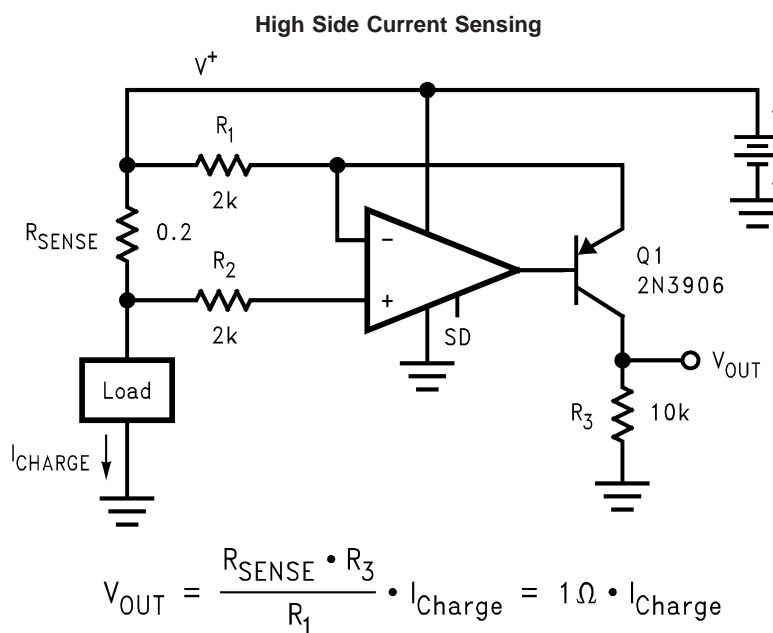 High Side Current Sensing
V+
R1
2k
RSENSE
0.2
R2
2k
−
+
SD
Q1
2N3906
Load
ICHARGE
VOUT
R3
10k
VOUT = RSENSE • R3 / R1 • ICharge = 1Ω • ICharge